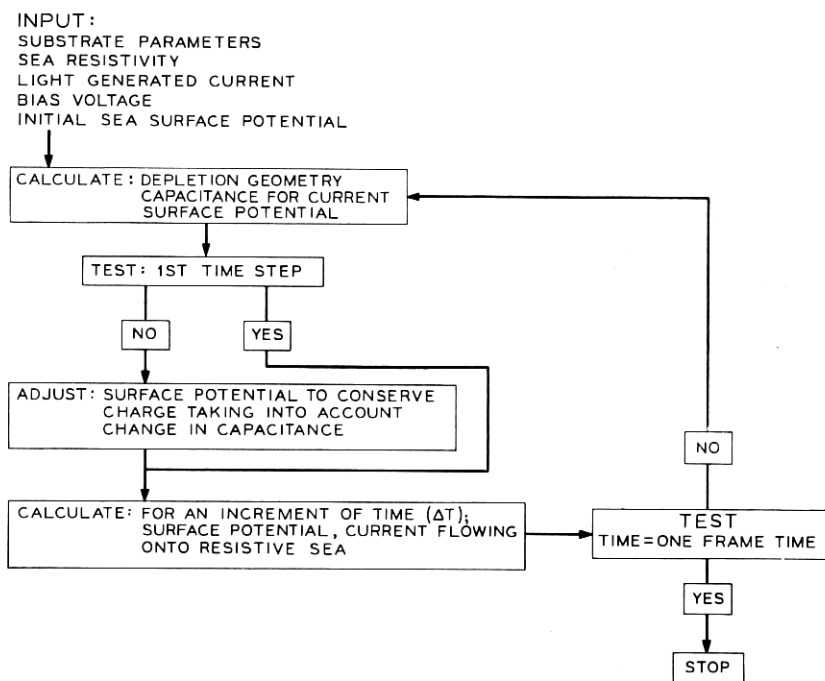 INPUT:
SUBSTRATE PARAMETERS
SEA RESISTIVITY
LIGHT GENERATED CURRENT
BIAS VOLTAGE
INITIAL SEA SURFACE POTENTIAL
CALCULATE: DEPLETION GEOMETRY
CAPACITANCE FOR CURRENT
SURFACE POTENTIAL
TEST: 1ST TIME STEP
NO
YES
ADJUST: SURFACE POTENTIAL TO CONSERVE
CHARGE TAKING INTO ACCOUNT
CHANGE IN CAPACITANCE
CALCULATE: FOR AN INCREMENT OF TIME (ΔT);
SURFACE POTENTIAL, CURRENT FLOWING
ONTO RESISTIVE SEA
NO
TEST
TIME=ONE FRAME TIME
YES
STOP